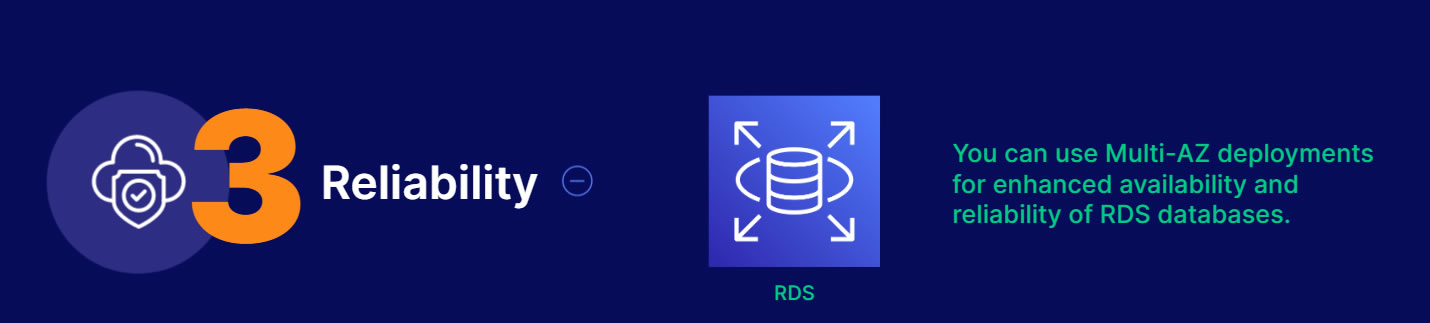 3
Reliability
RDS
You can use Multi-AZ deployments
for enhanced availability and
reliability of RDS databases.